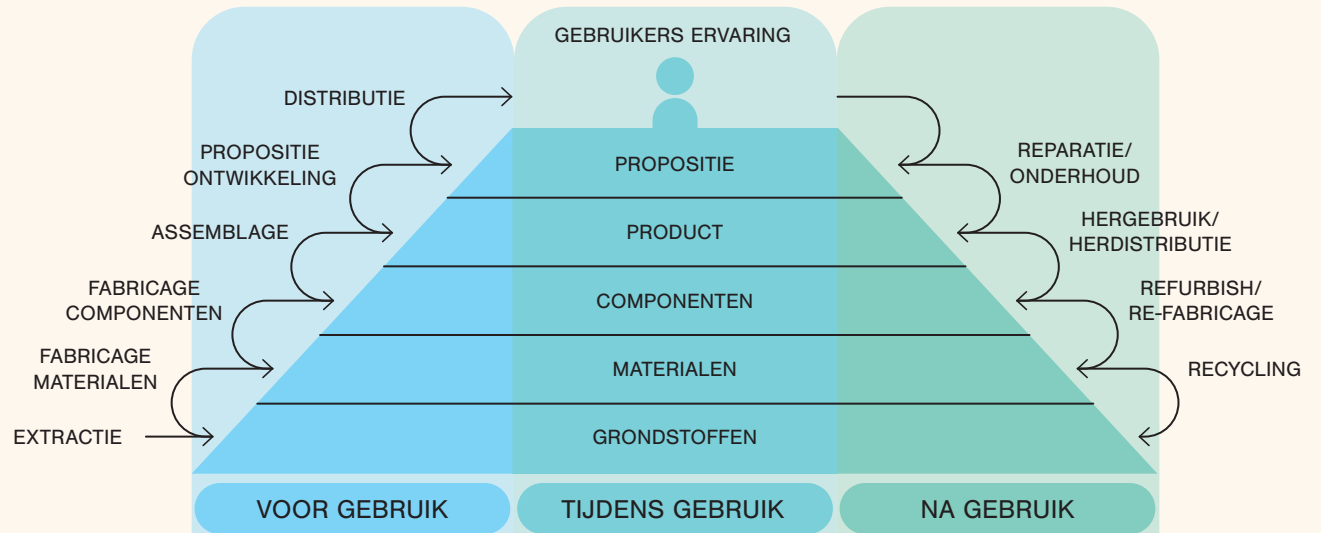 GEBRUIKERS ERVARING
DISTRIBUTIE
PROPOSITIE
ONTWIKKELING
ASSEMBLAGE
FABRICAGE
COMPONENTEN
FABRICAGE
MATERIALEN
EXTRACTIE
PROPOSITIE
PRODUCT
COMPONENTEN
MATERIALEN
GRONDSTOFFEN
REPARATIE/
ONDERHOUD
HERGEBRUIK/
HERDISTRIBUTIE
REFURBISH/
RE-FABRICAGE
RECYCLING
VOOR GEBRUIK
TIJDENS GEBRUIK
NA GEBRUIK